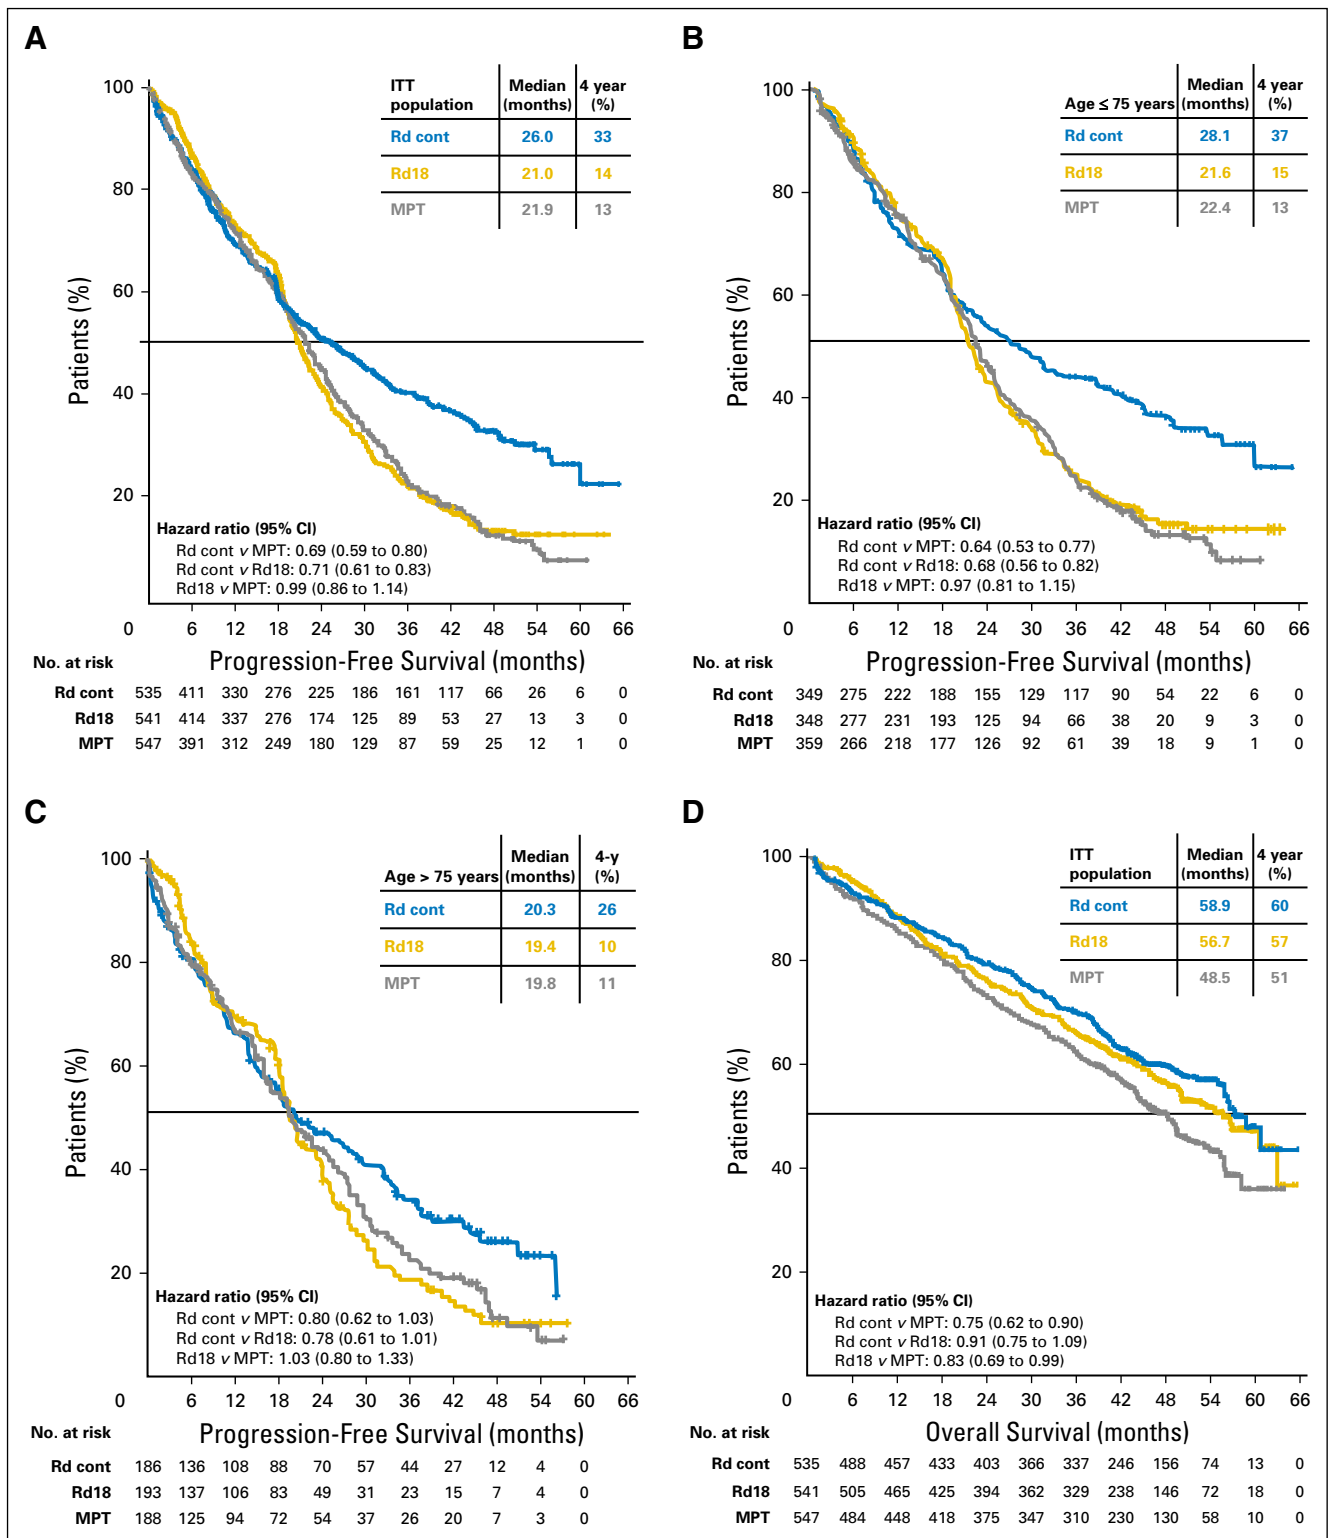 A
ITT population Median (months) 4 year (%)
Rd cont 26.0 33
Rd18 21.0 14
MPT 21.9 13
100
80
60
40
20
Patients (%)
Hazard ratio (95% CI)
Rd cont v MPT: 0.69 (0.59 to 0.80)
Rd cont v Rd18: 0.71 (0.61 to 0.83)
Rd18 v MPT: 0.99 (0.86 to 1.14)
0 6 12 18 24 30 36 42 48 54 60 66
Progression-Free Survival (months)
No. at risk
Rd cont 535 411 330 276 225 186 161 117 66 26 6 0
Rd18 541 414 337 276 174 125 89 53 27 13 3 0
MPT 547 391 312 249 180 129 87 59 25 12 1 0
B
Age ≤ 75 years Median (months) 4 year (%)
Rd cont 28.1 37
Rd18 21.6 15
MPT 22.4 13
100
80
60
40
20
Patients (%)
Hazard ratio (95% CI)
Rd cont v MPT: 0.64 (0.53 to 0.77)
Rd cont v Rd18: 0.68 (0.56 to 0.82)
Rd18 v MPT: 0.97 (0.81 to 1.15)
0 6 12 18 24 30 36 42 48 54 60 66
Progression-Free Survival (months)
No. at risk
Rd cont 349 275 222 188 155 129 117 90 54 22 6 0
Rd18 348 277 231 193 125 94 66 38 20 9 3 0
MPT 359 266 218 177 126 92 61 39 18 9 1 0
C
Age > 75 years Median (months) 4-y (%)
Rd cont 20.3 26
Rd18 19.4 10
MPT 19.8 11
100
80
60
40
20
Patients (%)
Hazard ratio (95% CI)
Rd cont v MPT: 0.80 (0.62 to 1.03)
Rd cont v Rd18: 0.78 (0.61 to 1.01)
Rd18 v MPT: 1.03 (0.80 to 1.33)
0 6 12 18 24 30 36 42 48 54 60 66
Progression-Free Survival (months)
No. at risk
Rd cont 186 136 108 88 70 57 44 27 12 4 0
Rd18 193 137 106 83 49 31 23 15 7 4 0
MPT 188 125 94 72 54 37 26 20 7 3 0
D
ITT population Median (months) 4 year (%)
Rd cont 58.9 60
Rd18 56.7 57
MPT 48.5 51
100
80
60
40
20
Patients (%)
Hazard ratio (95% CI)
Rd cont v MPT: 0.75 (0.62 to 0.90)
Rd cont v Rd18: 0.91 (0.75 to 1.09)
Rd18 v MPT: 0.83 (0.69 to 0.99)
0 6 12 18 24 30 36 42 48 54 60 66
Overall Survival (months)
No. at risk
Rd cont 535 488 457 433 403 366 337 246 156 74 13 0
Rd18 541 505 465 425 394 362 329 238 146 72 18 0
MPT 547 484 448 418 375 347 310 230 130 58 10 0